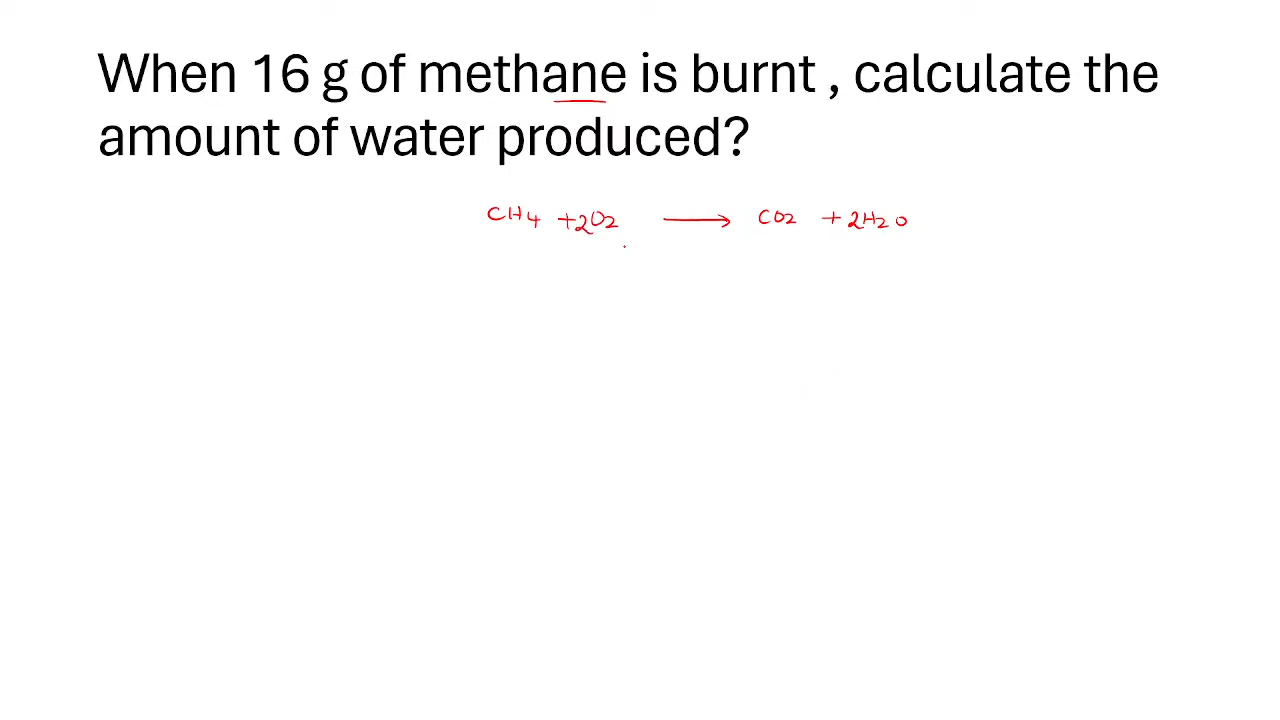 When 16 g of methane is burnt , calculate the
amount of water produced?
CH4 +2O2 → CO2 +2H2O